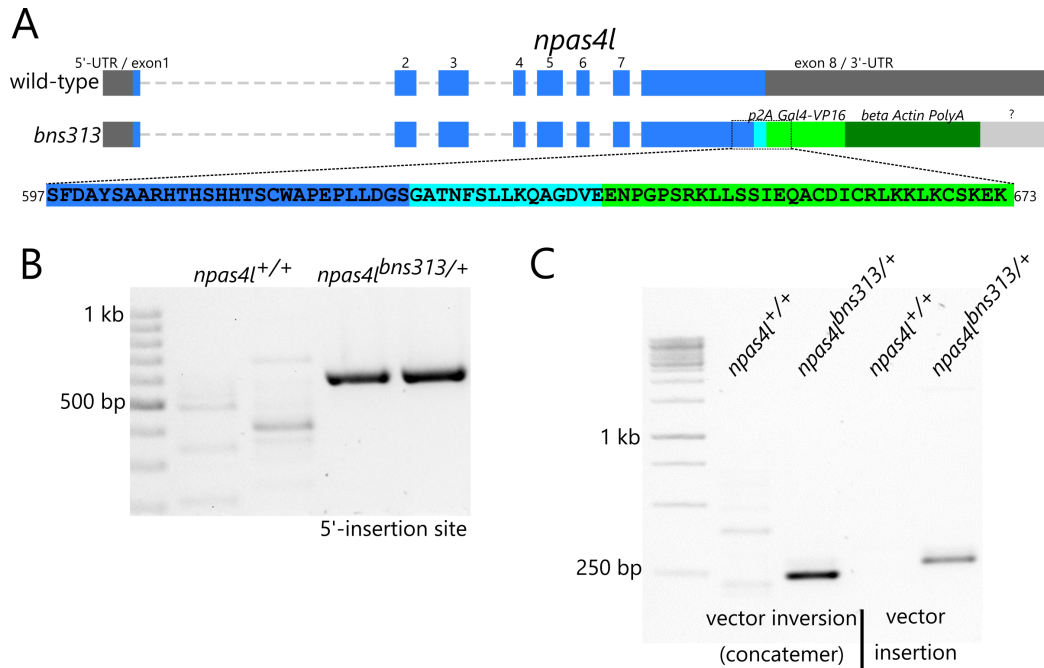 A
npas4l
5'-UTR / exon1 2 3 4 5 6 7 exon 8 / 3'-UTR
wild-type
bns313 p2A Gal4-VP16 beta Actin PolyA ?
597 SFDAYSAARHTHSHHTSCWAPEPLLDGSGATNFSLLKQAGDVEENPGPSRKLLSSIEQACDICRLKKLKCSKEK 673
B
npas4l+/+ npas4lbns313/+
1 kb
500 bp
5'-insertion site
C
npas4l+/+ npas4lbns313/+ npas4l+/+ npas4lbns313/+
1 kb
250 bp
vector inversion vector
(concatemer) insertion